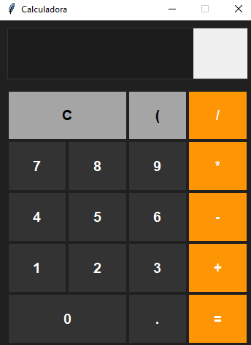 Calculadora
C ( /
7 8 9 *
4 5 6 -
1 2 3 +
0 . =